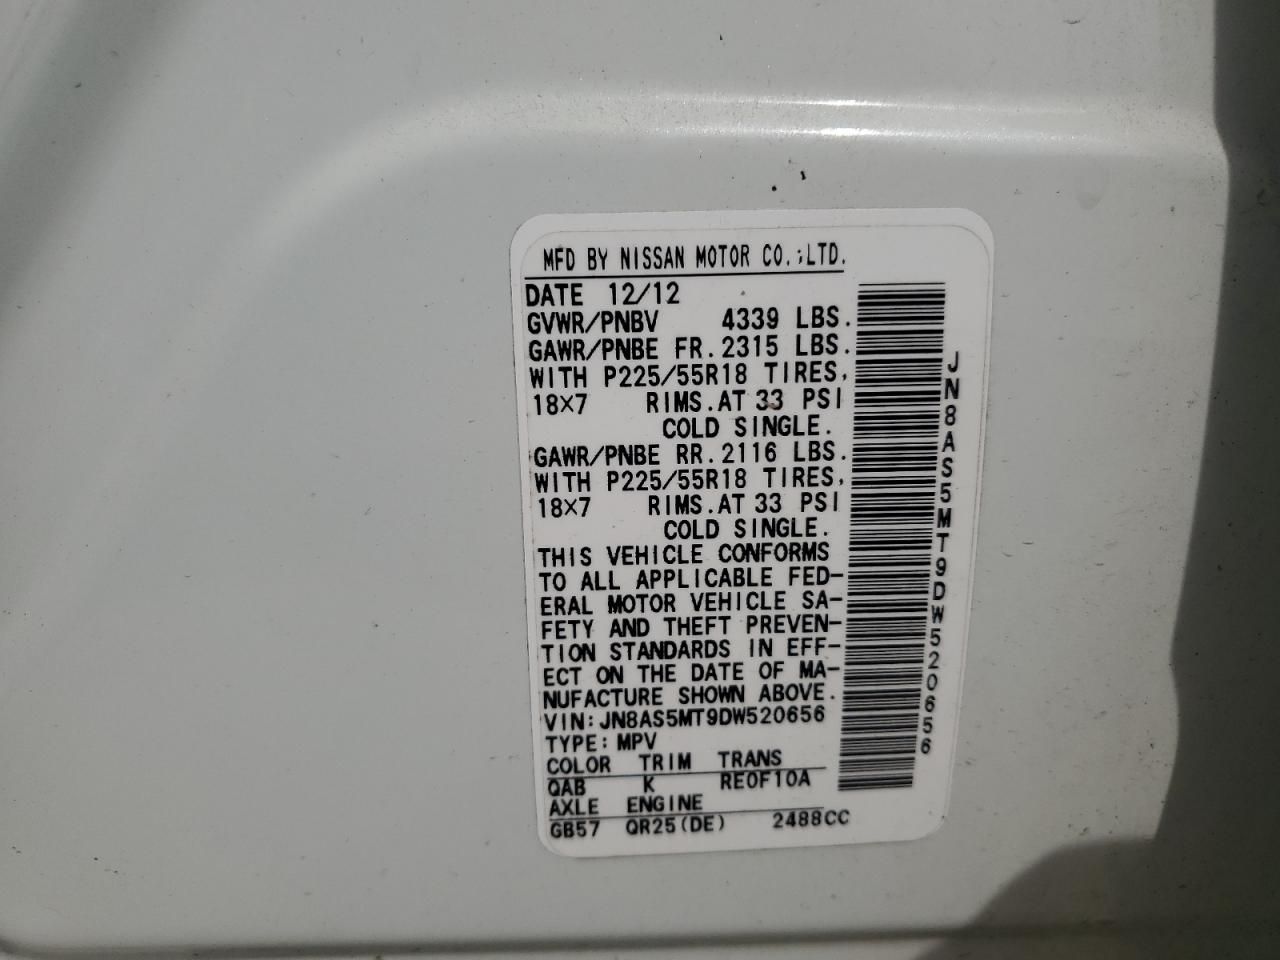 MFD BY NISSAN MOTOR CO.;LTD.
DATE 12/12
GVWR/PNBV 4339 LBS.
GAWR/PNBE FR.2315 LBS.
WITH P225/55R18 TIRES,
18×7 RIMS.AT 33 PSI
COLD SINGLE.
GAWR/PNBE RR.2116 LBS.
WITH P225/55R18 TIRES,
18×7 RIMS.AT 33 PSI
COLD SINGLE.
THIS VEHICLE CONFORMS
TO ALL APPLICABLE FED-
ERAL MOTOR VEHICLE SA-
FETY AND THEFT PREVEN-
TION STANDARDS IN EFF-
ECT ON THE DATE OF MA-
NUFACTURE SHOWN ABOVE.
VIN:JN8AS5MT9DW520656
TYPE:MPV
COLOR TRIM TRANS
QAB K RE0F10A
AXLE ENGINE
GB57 QR25(DE) 2488CC
JN8AS5MT9DW520656